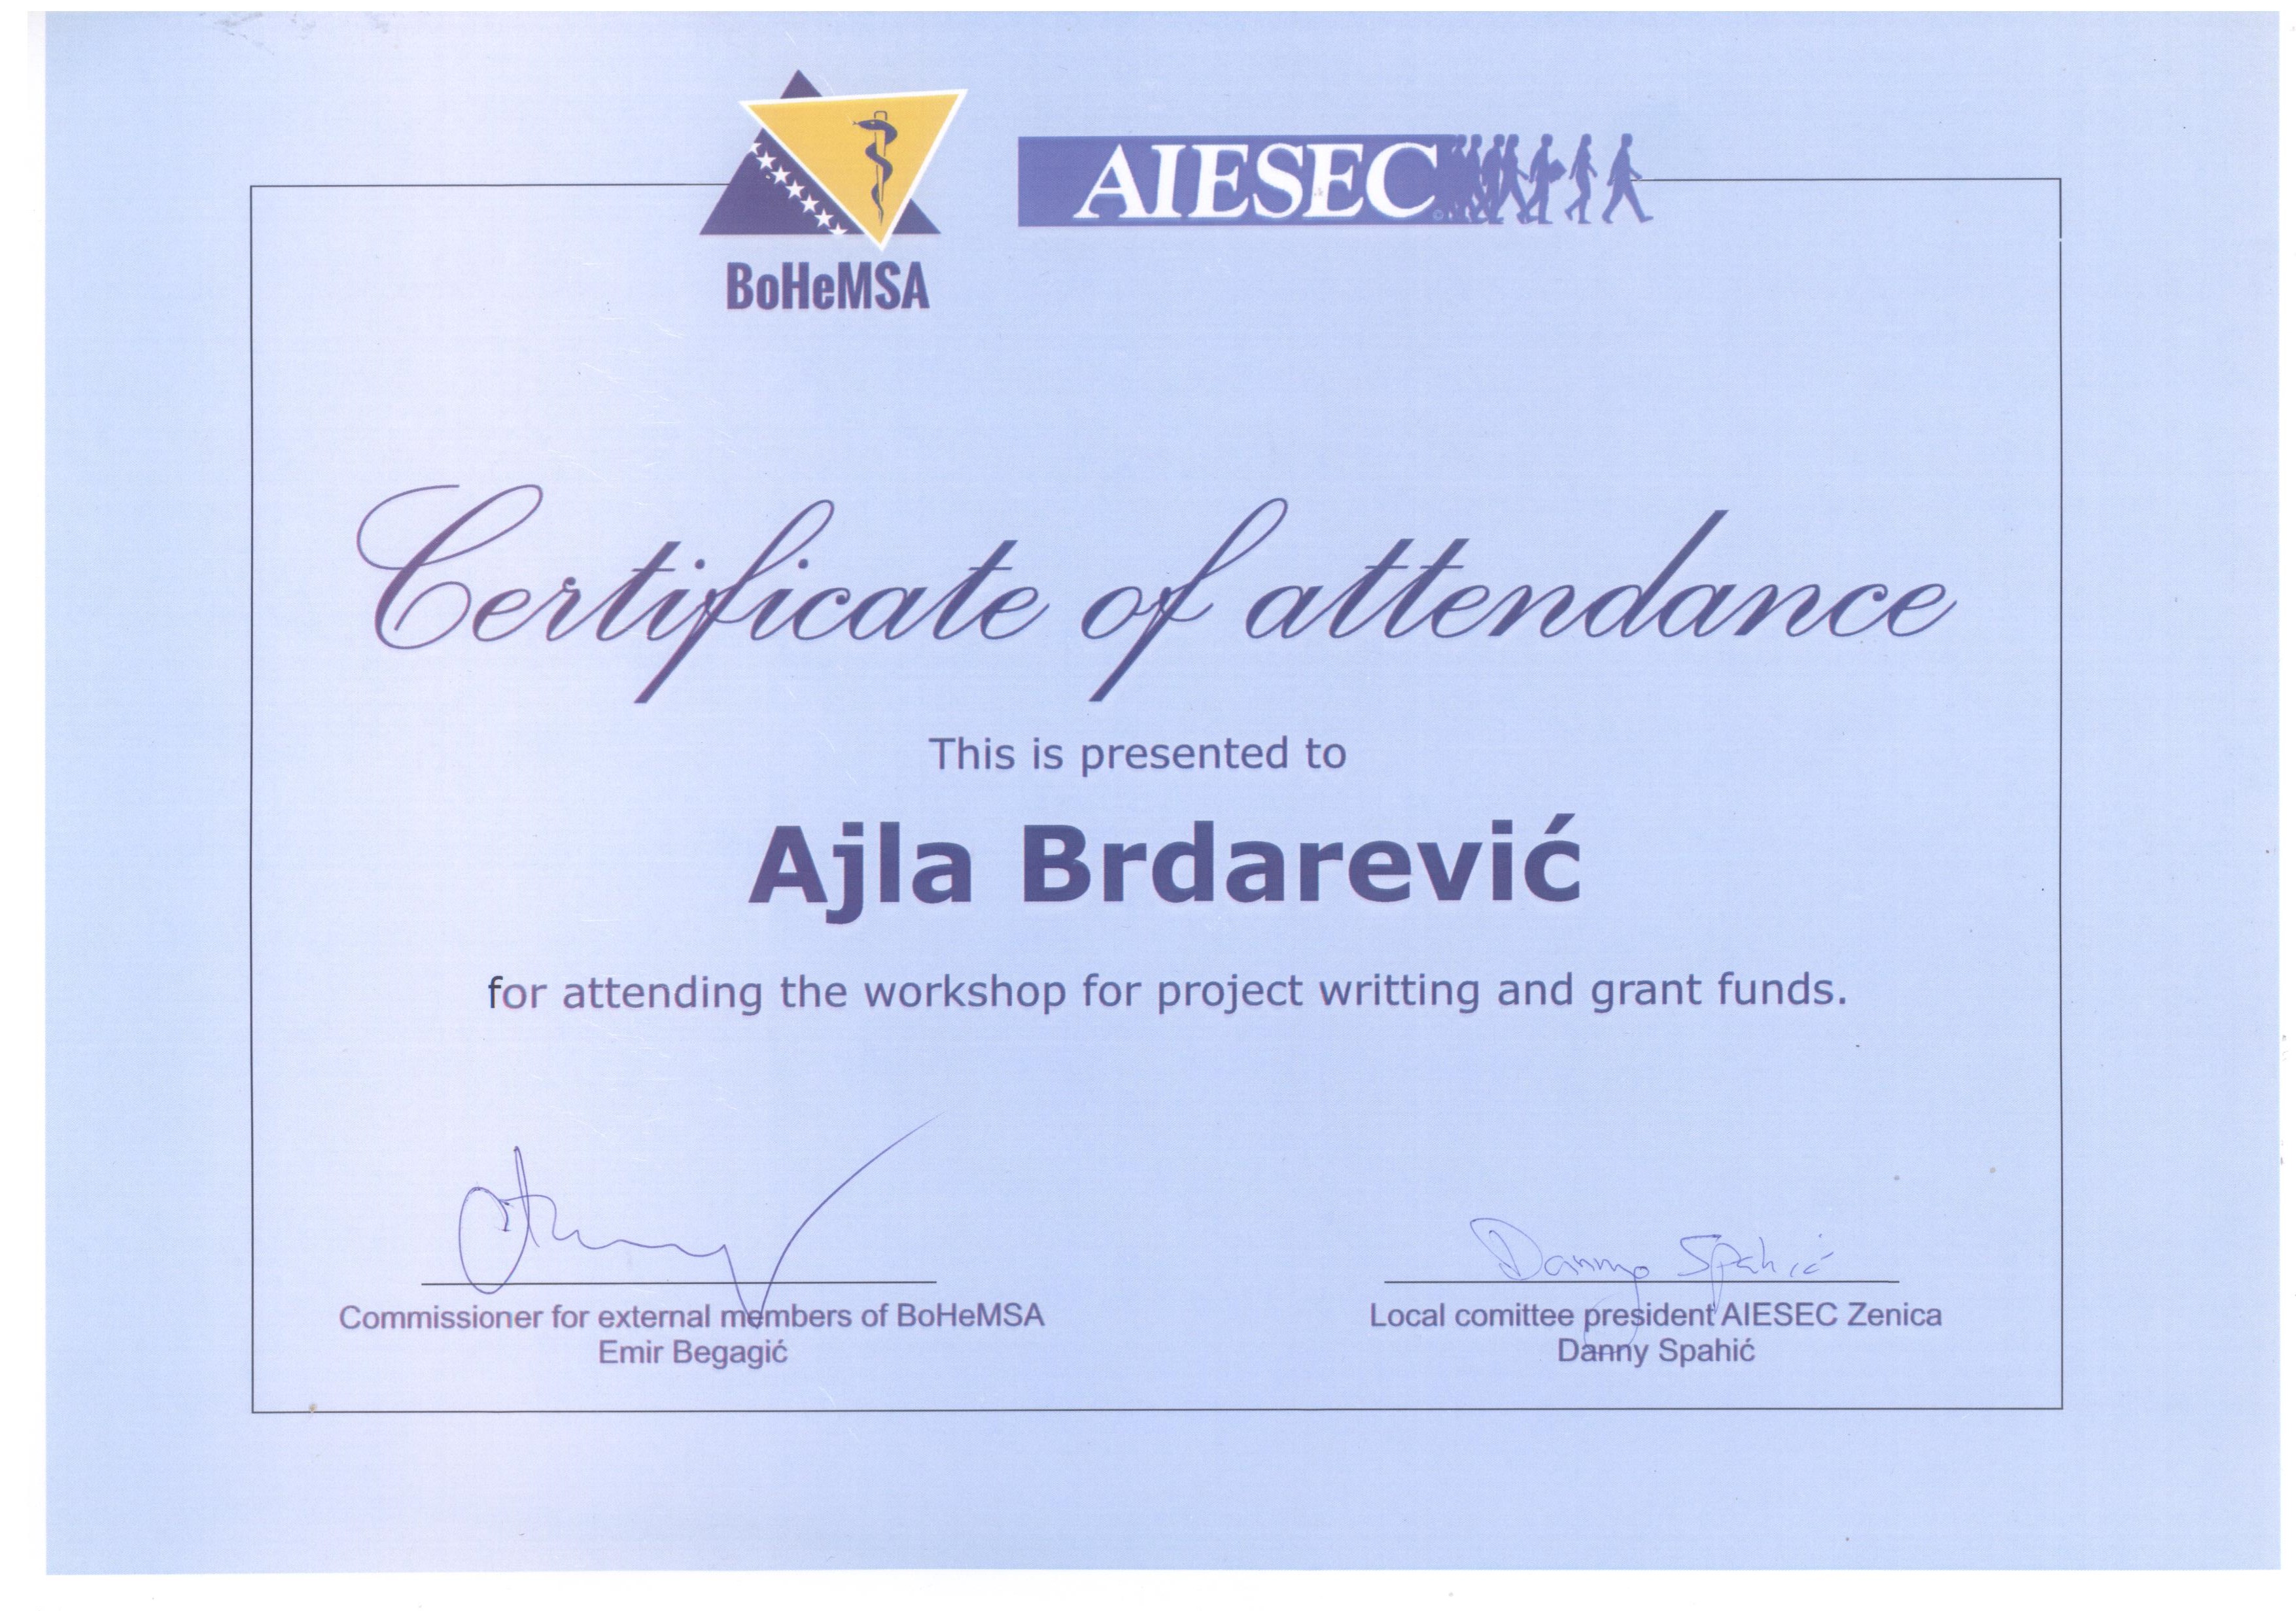 BoHeMSA
AIESEC
Certificate of attendance
This is presented to
Ajla Brdarević
for attending the workshop for project writting and grant funds.
Danny Spahić
Commissioner for external members of BoHeMSA
Emir Begagić
Local comittee president AIESEC Zenica
Danny Spahić